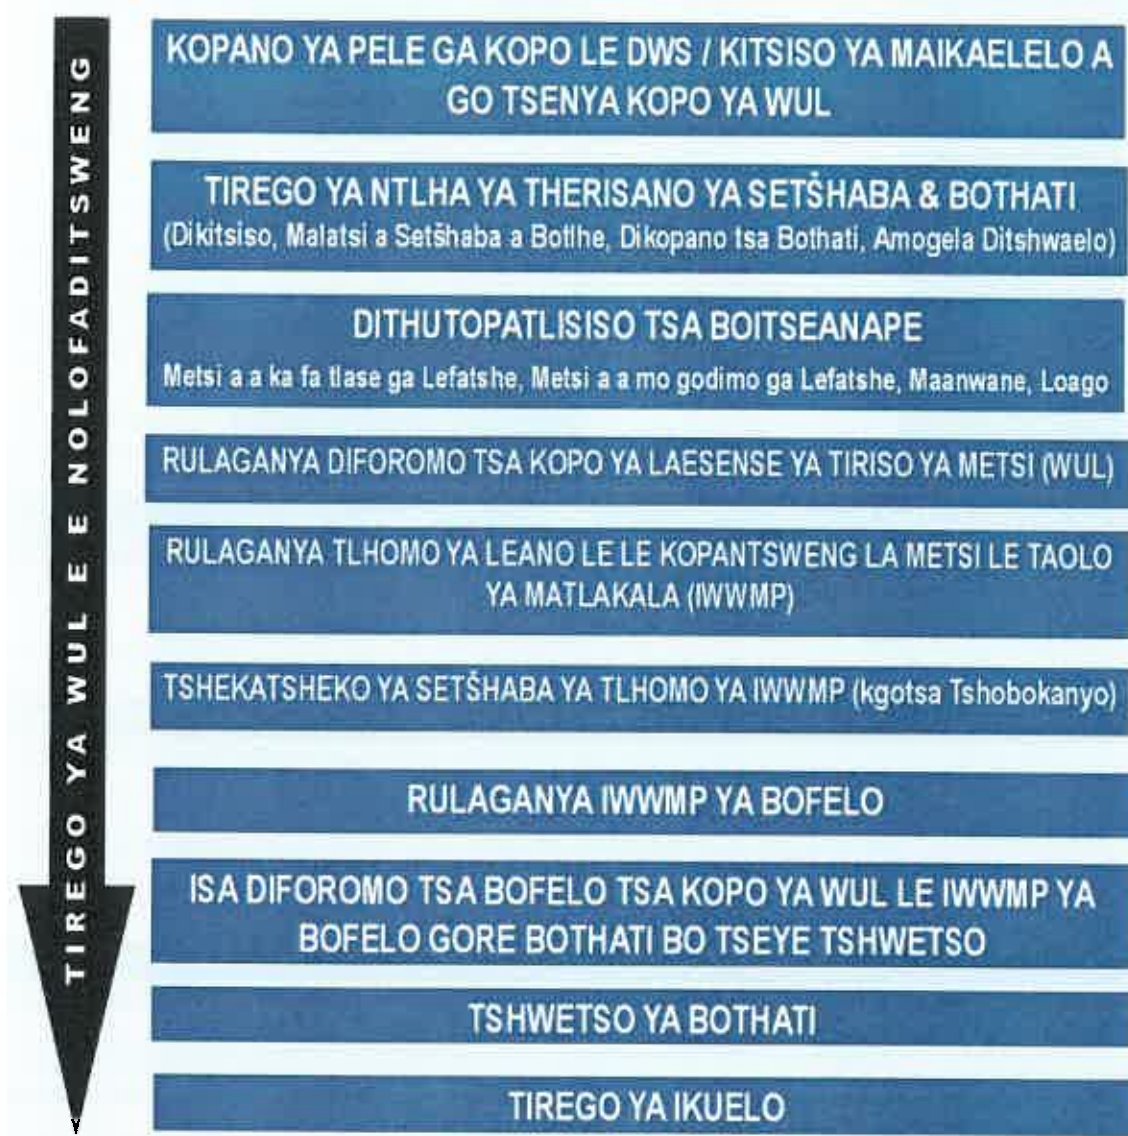 TIREGO YA WUL E E NOLOFADITSWENG
KOPANO YA PELE GA KOPO LE DWS / KITSISO YA MAIKAELELO A
GO TSENYA KOPO YA WUL
TIREGO YA NTLHA YA THERISANO YA SETŠHABA & BOTHATI
(Dikitsiso, Malatsi a Setšhaba a Botlhe, Dikopano tsa Bothati, Amogela Ditshwaelo)
DITHUTOPATLISISO TSA BOITSEANAPE
Metsi a a ka fa tlase ga Lefatshe, Metsi a a mo godimo ga Lefatshe, Maanwane, Loago
RULAGANYA DIFOROMO TSA KOPO YA LAESENSE YA TIRISO YA METSI (WUL)
RULAGANYA TLHOMO YA LEANO LE LE KOPANTSWENG LA METSI LE TAOLO
YA MATLAKALA (IWWMP)
TSHEKATSHEKO YA SETŠHABA YA TLHOMO YA IWWMP (kgotsa Tshobokanyo)
RULAGANYA IWWMP YA BOFELO
ISA DIFOROMO TSA BOFELO TSA KOPO YA WUL LE IWWMP YA
BOFELO GORE BOTHATI BO TSEYE TSHWETSO
TSHWETSO YA BOTHATI
TIREGO YA IKUELO